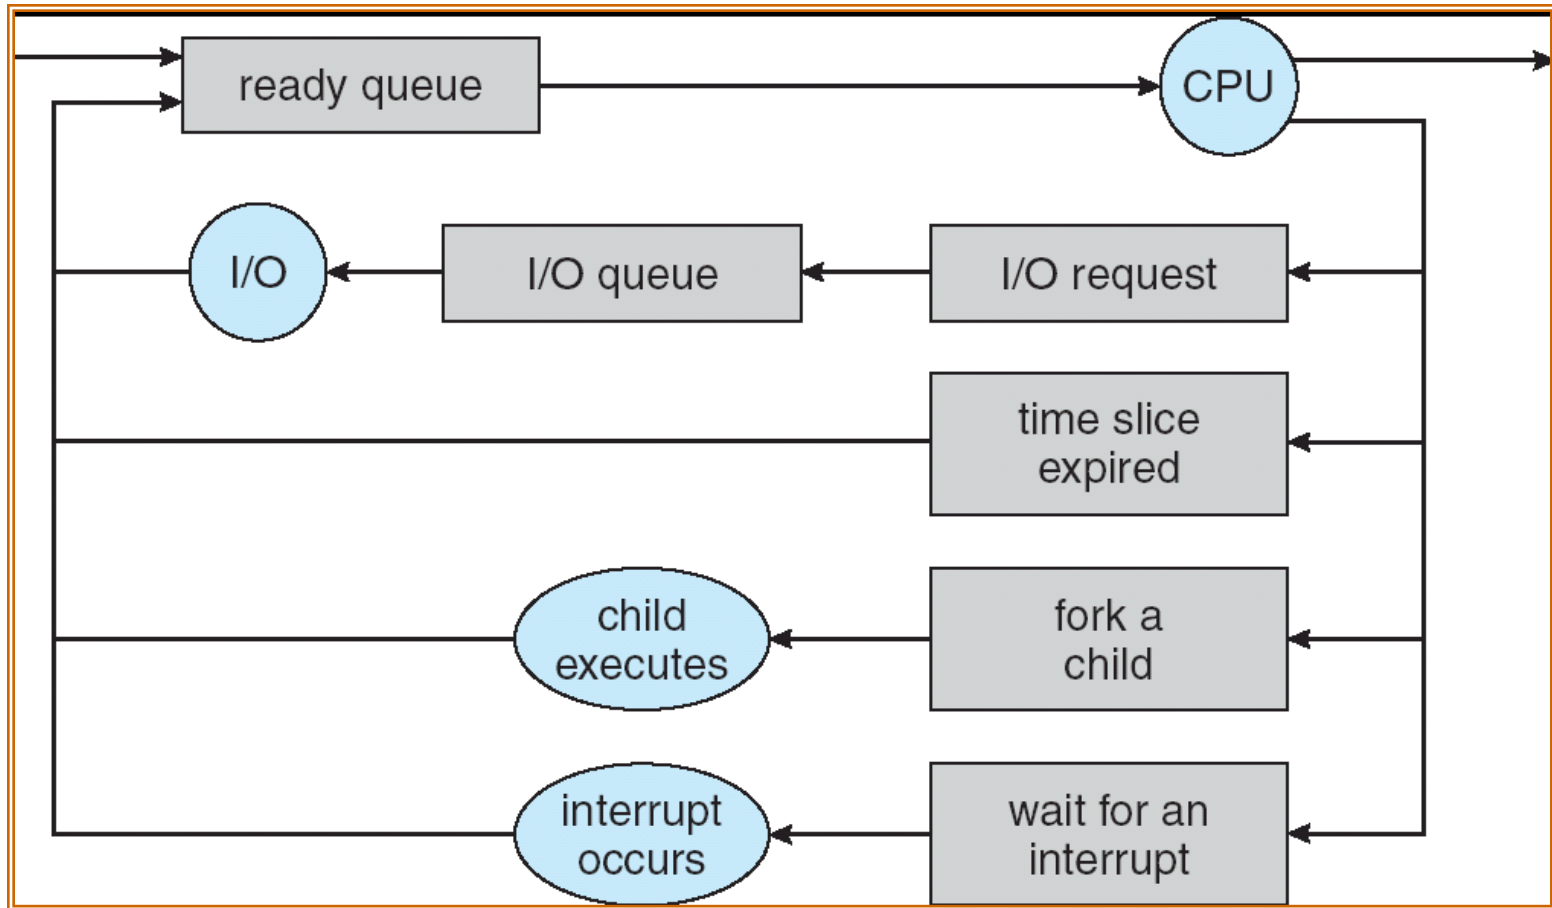 ready queue
CPU
I/O
I/O queue
I/O request
time slice
expired
child
executes
fork a
child
interrupt
occurs
wait for an
interrupt